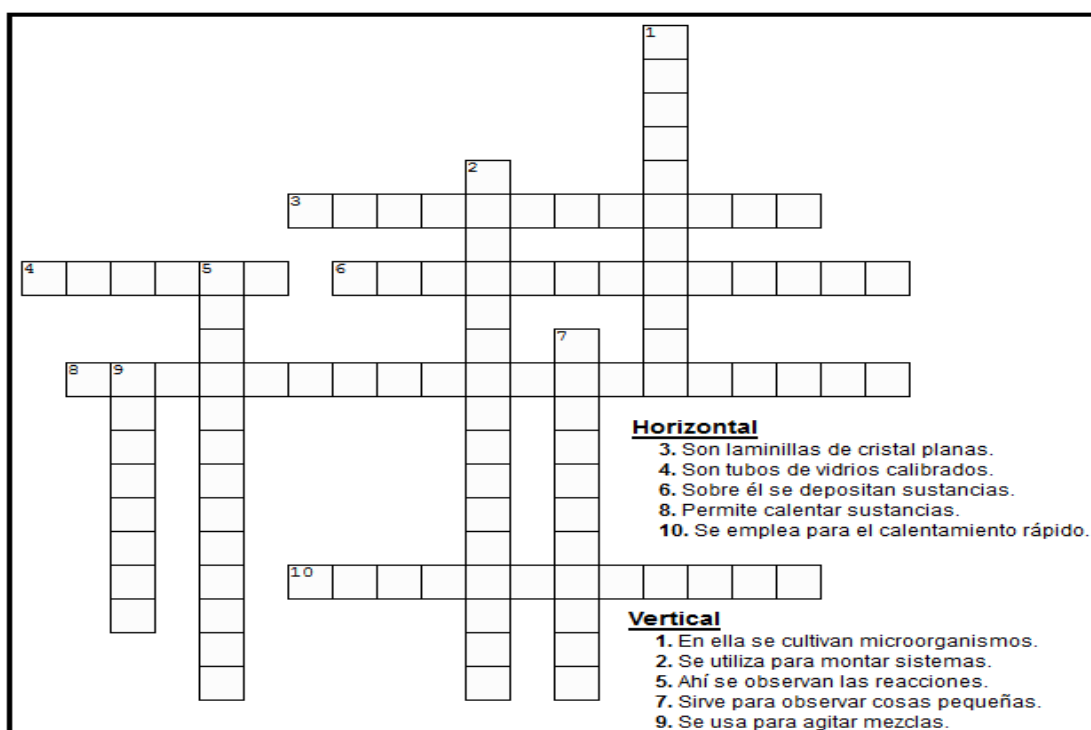 1
2
3
4
5
6
7
8
9
10
Horizontal
3. Son laminillas de cristal planas.
4. Son tubos de vidrios calibrados.
6. Sobre él se depositan sustancias.
8. Permite calentar sustancias.
10. Se emplea para el calentamiento rápido.
Vertical
1. En ella se cultivan microorganismos.
2. Se utiliza para montar sistemas.
5. Ahí se observan las reacciones.
7. Sirve para observar cosas pequeñas.
9. Se usa para agitar mezclas.